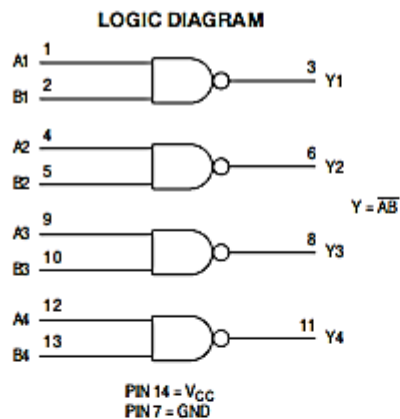 LOGIC DIAGRAM
A1 1
B1 2
3 Y1
A2 4
B2 5
6 Y2
Y = A̅B̅
A3 9
B3 10
8 Y3
A4 12
B4 13
11 Y4
PIN 14 = VCC
PIN 7 = GND